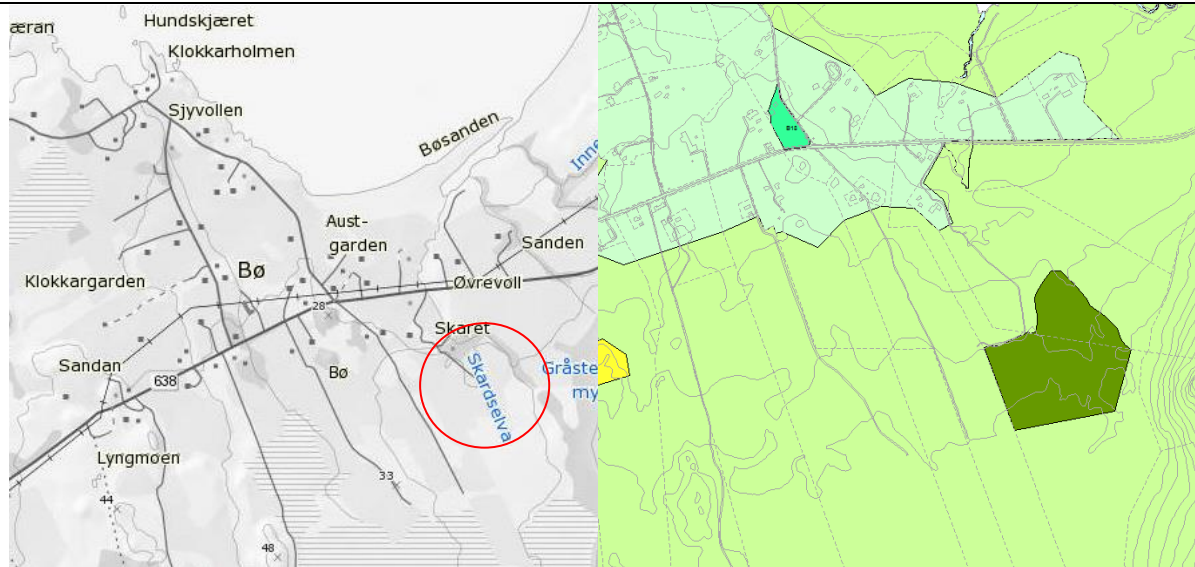 æran
Hundskjæret
Klokkarholmen
Sjyvollen
Bøsanden
Inne
Aust-
garden
Sanden
Klokkargarden
Bø
Øvrevoll
28
Skaret
Sandan
638
Bø
Skardselva
Gråste
my
Lyngmoen
33
44
48
B18